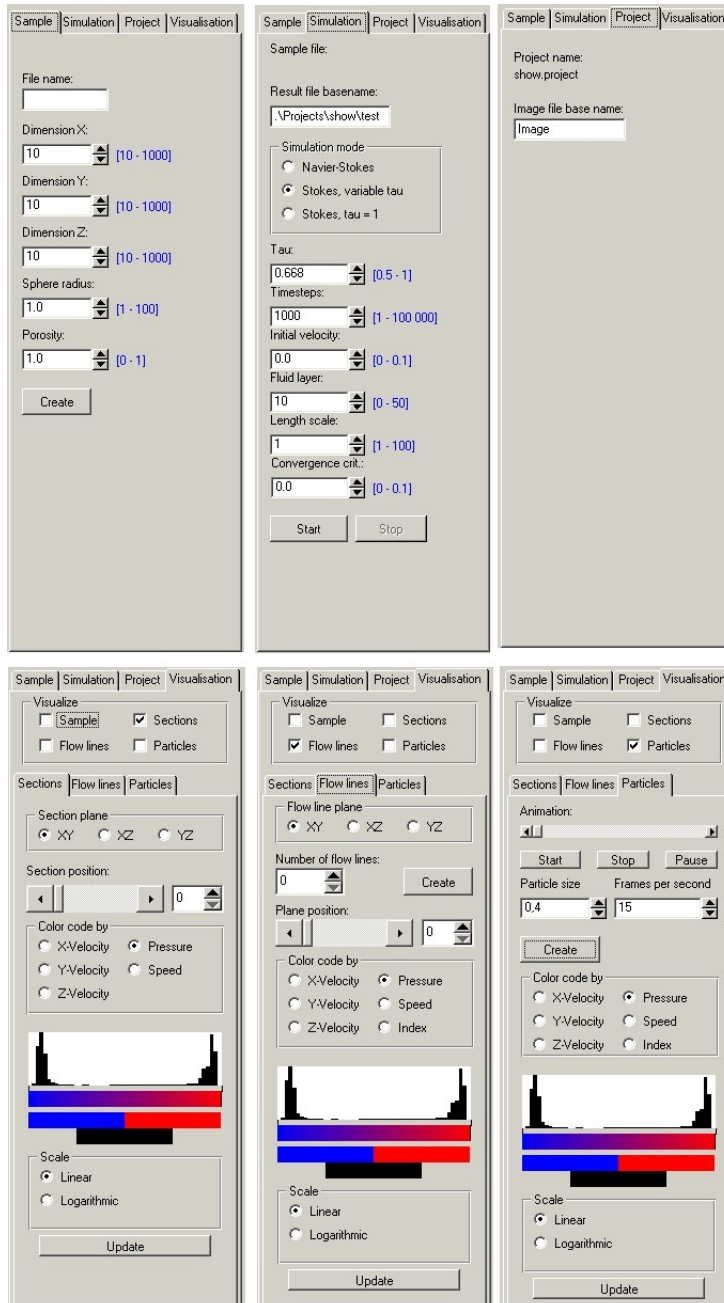 Sample Simulation Project Visualisation
File name:
Dimension X:
10 [10 - 1000]
Dimension Y:
10 [10 - 1000]
Dimension Z:
10 [10 - 1000]
Sphere radius:
1.0 [1 - 100]
Porosity:
1.0 [0 - 1]
Create
Sample Simulation Project Visualisation
Sample file:
Result file basename:
.\Projects\show\test
Simulation mode
Navier-Stokes
Stokes, variable tau
Stokes, tau = 1
Tau:
0.668 [0.5 - 1]
Timesteps:
1000 [1 - 100 000]
Initial velocity:
0.0 [0 - 0.1]
Fluid layer:
10 [0 - 50]
Length scale:
1 [1 - 100]
Convergence crit.:
0.0 [0 - 0.1]
Start Stop
Sample Simulation Project Visualisation
Project name:
show.project
Image file base name:
Image
Sample Simulation Project Visualisation
Visualize
Sample Sections
Flow lines Particles
Sections Flow lines Particles
Section plane
XY XZ YZ
Section position:
0
Color code by
X-Velocity Pressure
Y-Velocity Speed
Z-Velocity
Scale
Linear
Logarithmic
Update
Sample Simulation Project Visualisation
Visualize
Sample Sections
Flow lines Particles
Sections Flow lines Particles
Flow line plane
XY XZ YZ
Number of flow lines:
0 Create
Plane position:
0
Color code by
X-Velocity Pressure
Y-Velocity Speed
Z-Velocity Index
Scale
Linear
Logarithmic
Update
Sample Simulation Project Visualisation
Visualize
Sample Sections
Flow lines Particles
Sections Flow lines Particles
Animation:
Start Stop Pause
Particle size Frames per second
0,4 15
Create
Color code by
X-Velocity Pressure
Y-Velocity Speed
Z-Velocity Index
Scale
Linear
Logarithmic
Update